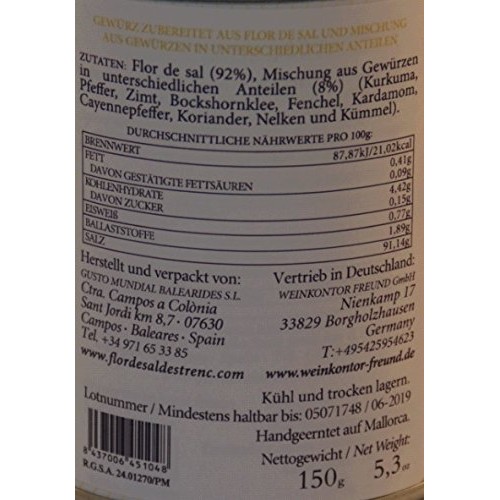 GEWÜRZ ZUBEREITET AUS FLOR DE SAL UND MISCHUNG
AUS GEWÜRZEN IN UNTERSCHIEDLICHEN ANTEILEN
ZUTATEN: Flor de sal (92%), Mischung aus Gewürzen
in unterschiedlichen Anteilen (8%) (Kurkuma,
Pfeffer, Zimt, Bockshornklee, Fenchel, Kardamom,
Cayennepfeffer, Koriander, Nelken und Kümmel).
DURCHSCHNITTLICHE NÄHRWERTE PRO 100g:
BRENNWERT 87,87kJ/21,02kcal
FETT 0,41g
DAVON GESTÄTIGTE FETTSÄUREN 0,09g
KOHLENHYDRATE 4,42g
DAVON ZUCKER 0,15g
EISWEIß 0,77g
BALLASTSTOFFE 1,89g
SALZ 91,14g
Herstellt und verpackt von:
GUSTO MUNDIAL BALEARIDES S.L.
Ctra. Campos a Colònia
Sant Jordi km 8,7 · 07630
Campos · Baleares · Spain
Tel. +34 971 65 33 85
www.flordesaldestrenc.com
Vertrieb in Deutschland:
WEINKONTOR FREUND GmbH
Nienkamp 17
33829 Borgholzhausen
Germany
T:+495425954623
www.weinkontor-freund.de
Kühl und trocken lagern.
Lotnummer / Mindestens haltbar bis: 05071748 / 06-2019
Handgeerntet auf Mallorca.
Nettogewicht / Net Weight:
150g 5,3oz
8 437006 451048
R.G.S.A. 24.01270/PM